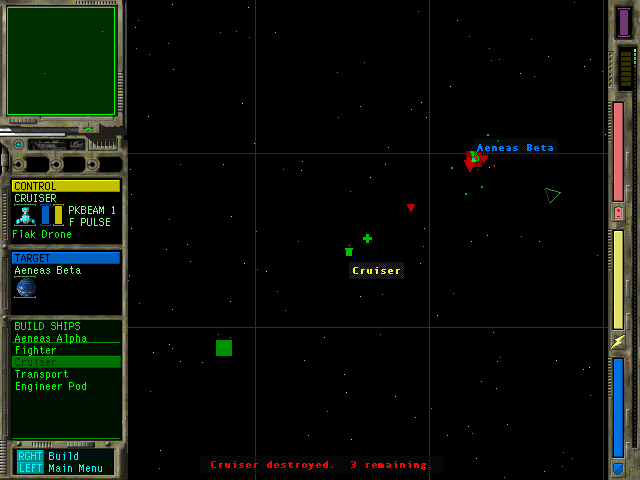 CONTROL
CRUISER
PKBEAM 1
F PULSE
Flak Drone
TARGET
Aeneas Beta
BUILD SHIPS
Aeneas Alpha
Fighter
Cruiser
Transport
Engineer Pod
RGHT Build
LEFT Main Menu
Aeneas Beta
Cruiser
Cruiser destroyed. 3 remaining.